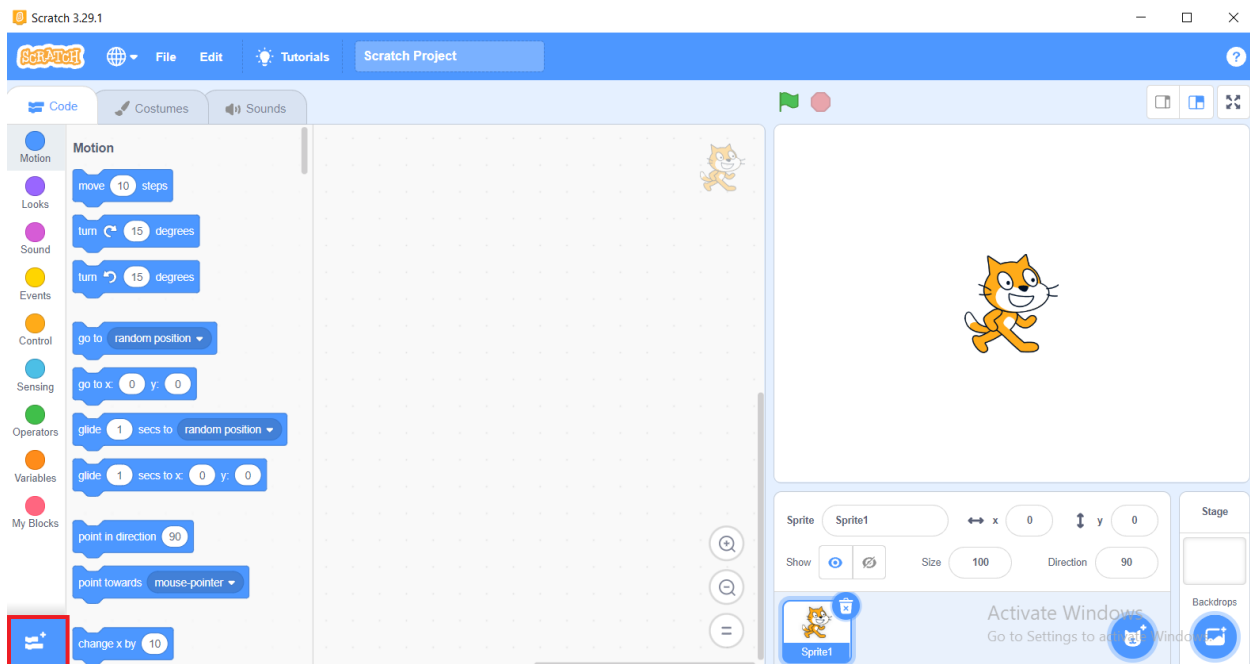 Scratch 3.29.1
SCRATCH
File
Edit
Tutorials
Scratch Project
?
Code
Costumes
Sounds
Motion
Looks
Sound
Events
Control
Sensing
Operators
Variables
My Blocks
Motion
move 10 steps
turn 15 degrees
turn 15 degrees
go to random position
go to x: 0 y: 0
glide 1 secs to random position
glide 1 secs to x: 0 y: 0
point in direction 90
point towards mouse-pointer
change x by 10
Sprite Sprite1 x 0 y 0
Show Size 100 Direction 90
Sprite1
Stage
Backdrops
Activate Windows
Go to Settings to activate Windows